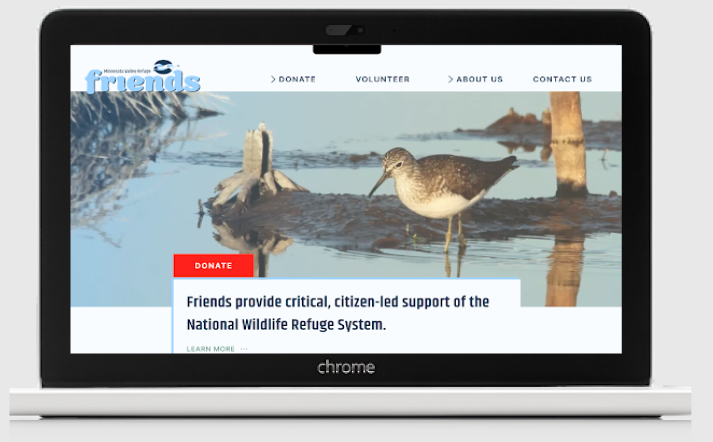 Minnesota Valley Refuge
friends
DONATE
VOLUNTEER
ABOUT US
CONTACT US
DONATE
Friends provide critical, citizen-led support of the
National Wildlife Refuge System.
LEARN MORE ...
chrome